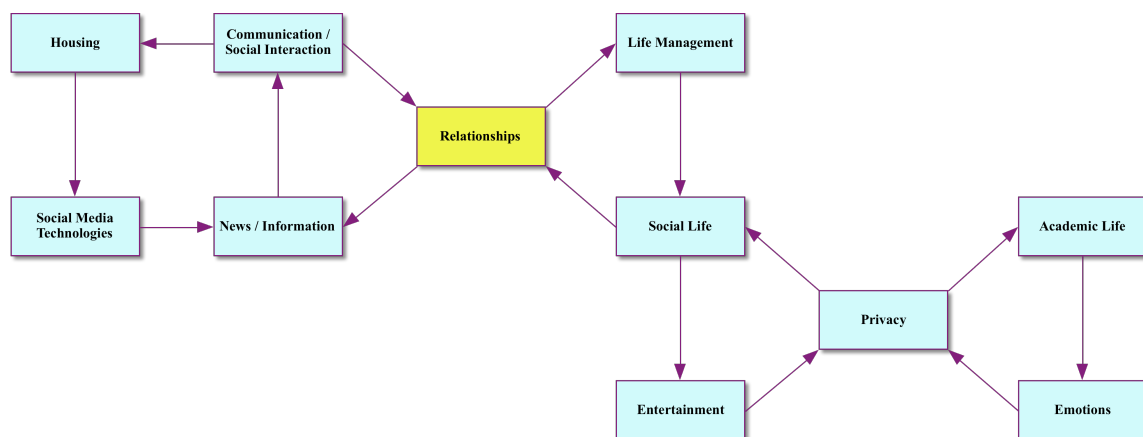 Housing
Communication /
Social Interaction
Life Management
Relationships
Social Media
Technologies
News / Information
Social Life
Academic Life
Privacy
Entertainment
Emotions